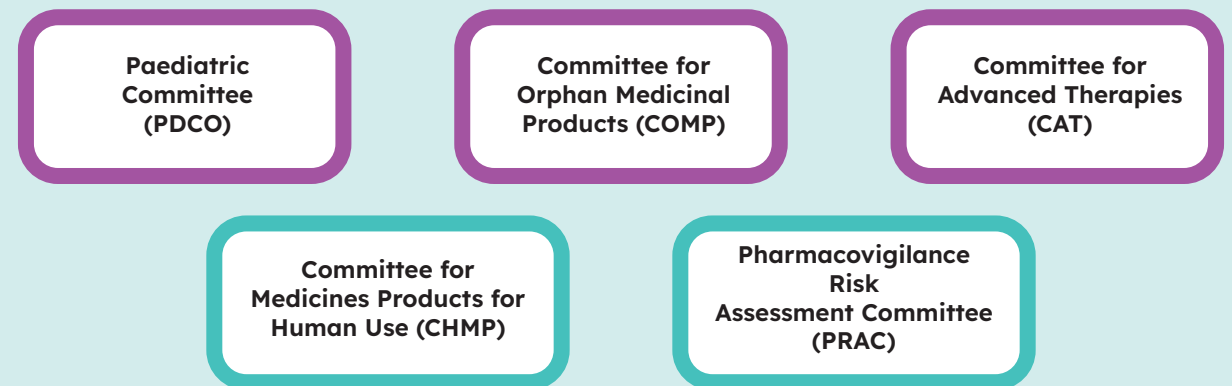 Paediatric
Committee
(PDCO)
Committee for
Orphan Medicinal
Products (COMP)
Committee for
Advanced Therapies
(CAT)
Committee for
Medicines Products for
Human Use (CHMP)
Pharmacovigilance
Risk
Assessment Committee
(PRAC)